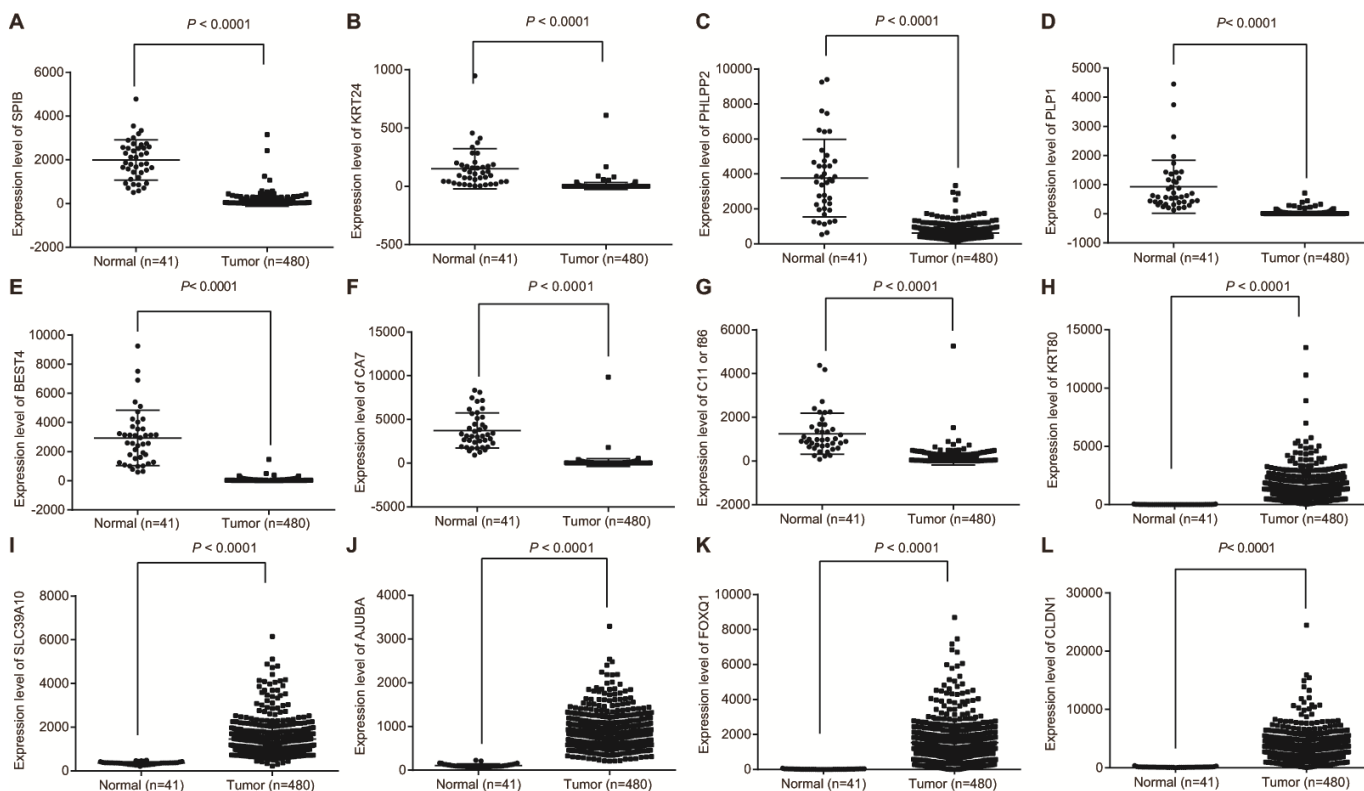 A
P < 0.0001
Expression level of SPIB
6000
4000
2000
0
-2000
Normal (n=41)
Tumor (n=480)
B
P < 0.0001
Expression level of KRT24
1000
500
0
-500
Normal (n=41)
Tumor (n=480)
C
P < 0.0001
Expression level of PHLPP2
10000
8000
6000
4000
2000
0
Normal (n=41)
Tumor (n=480)
D
P< 0.0001
Expression level of PLP1
5000
4000
3000
2000
1000
0
-1000
Normal (n=41)
Tumor (n=480)
E
P< 0.0001
Expression level of BEST4
10000
8000
6000
4000
2000
0
-2000
Normal (n=41)
Tumor (n=480)
F
P < 0.0001
Expression level of CA7
15000
10000
5000
0
-5000
Normal (n=41)
Tumor (n=480)
G
P < 0.0001
Expression level of C11 or f86
6000
4000
2000
0
-2000
Normal (n=41)
Tumor (n=480)
H
P < 0.0001
Expression level of KRT80
15000
10000
5000
0
Normal (n=41)
Tumor (n=480)
I
P < 0.0001
Expression level of SLC39A10
8000
6000
4000
2000
0
Normal (n=41)
Tumor (n=480)
J
P < 0.0001
Expression level of AJUBA
4000
3000
2000
1000
0
Normal (n=41)
Tumor (n=480)
K
P < 0.0001
Expression level of FOXQ1
10000
8000
6000
4000
2000
0
Normal (n=41)
Tumor (n=480)
L
P< 0.0001
Expression level of CLDN1
30000
20000
10000
0
Normal (n=41)
Tumor (n=480)